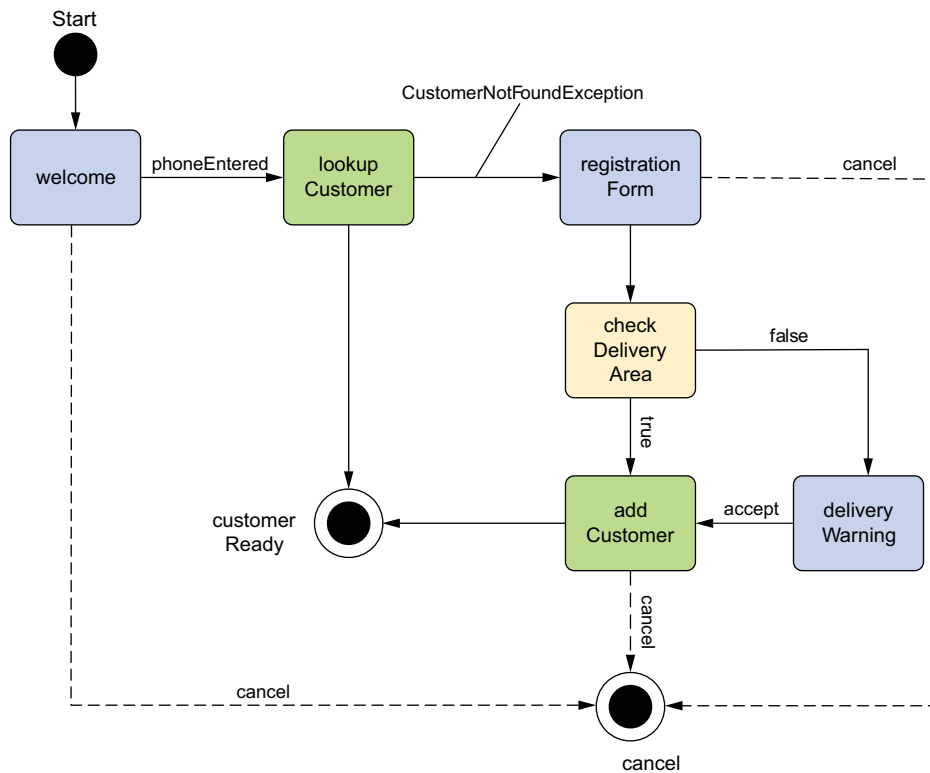 Start
CustomerNotFoundException
welcome
phoneEntered
lookup
Customer
registration
Form
cancel
check
Delivery
Area
false
true
customer
Ready
add
Customer
accept
delivery
Warning
cancel
cancel
cancel